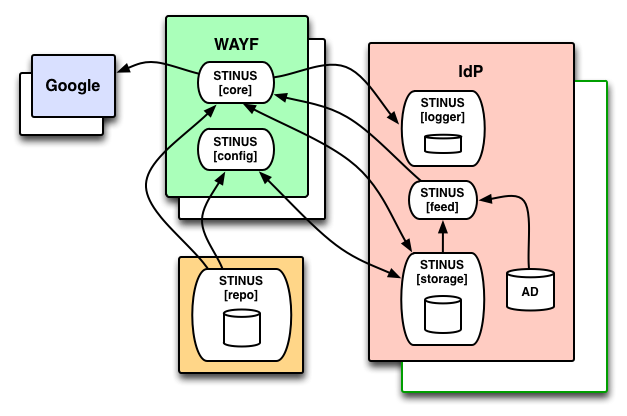 Google
WAYF
STINUS
[core]
STINUS
[config]
STINUS
[repo]
IdP
STINUS
[logger]
STINUS
[feed]
STINUS
[storage]
AD